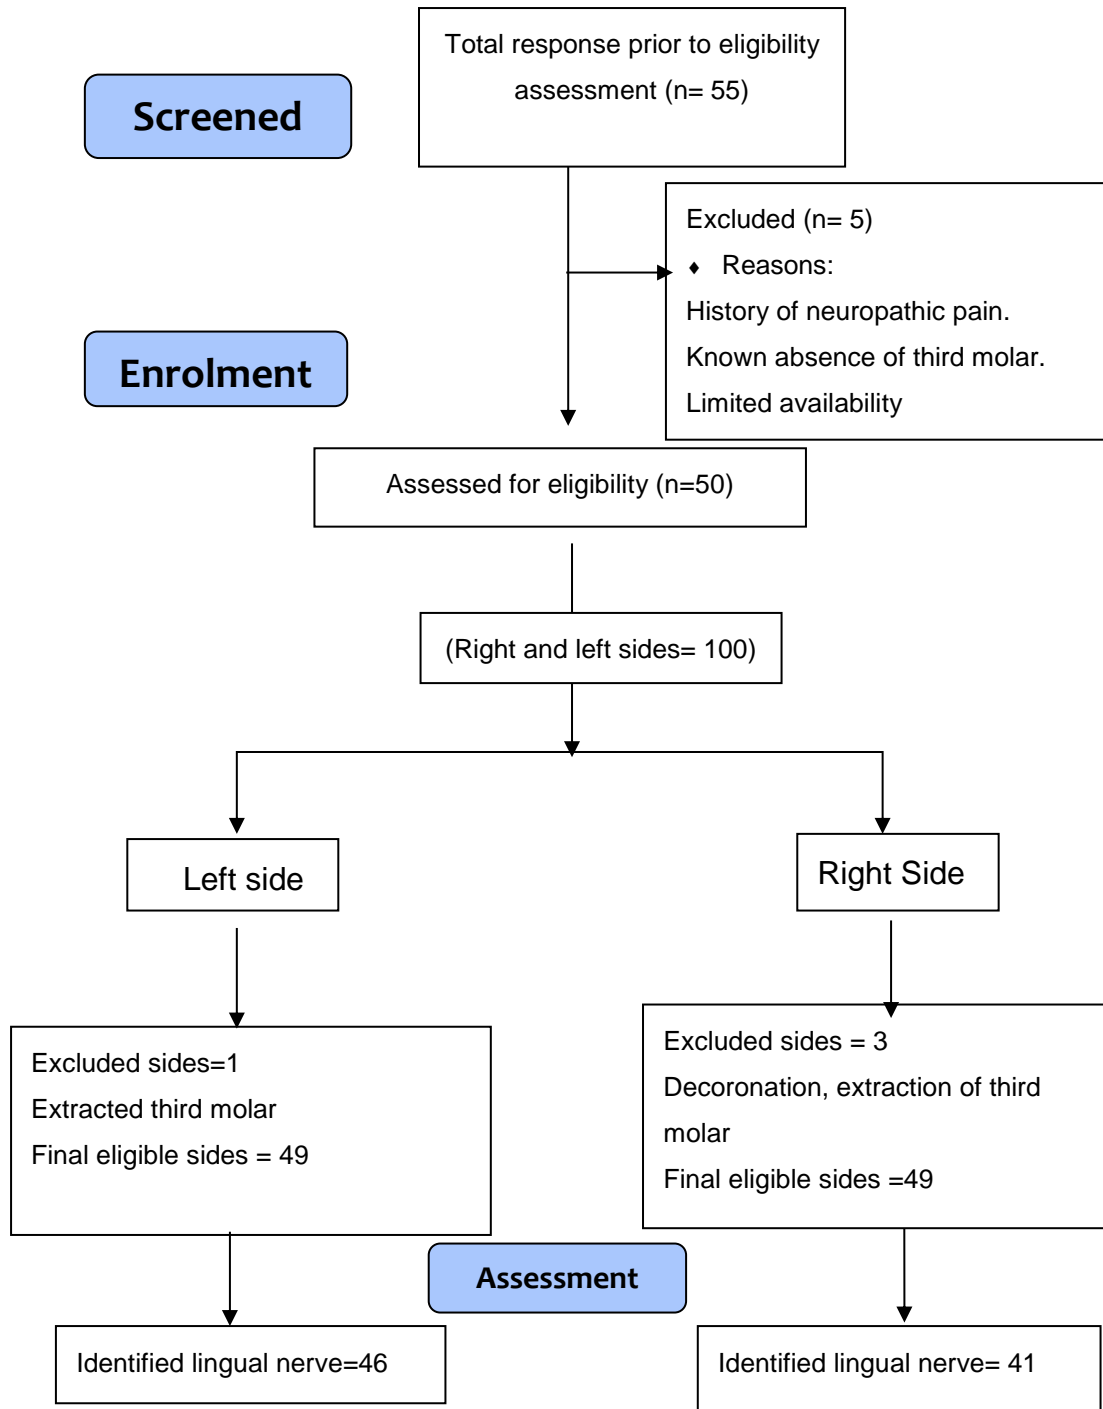 Total response prior to eligibility
assessment (n= 55)
Screened
Excluded (n= 5)
♦ Reasons:
History of neuropathic pain.
Known absence of third molar.
Limited availability
Enrolment
Assessed for eligibility (n=50)
(Right and left sides= 100)
Left side
Right Side
Excluded sides=1
Extracted third molar
Final eligible sides = 49
Excluded sides = 3
Decoronation, extraction of third
molar
Final eligible sides =49
Assessment
Identified lingual nerve=46
Identified lingual nerve= 41